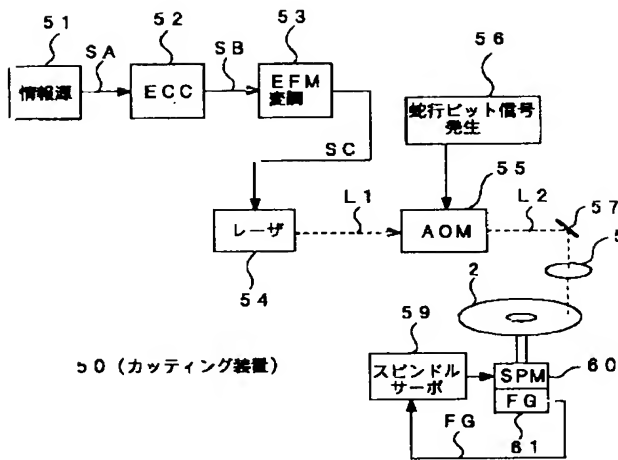 51
52
53
56
SA
SB
情報源
ECC
EFM
変調
蛇行ピット信号
発生
SC
55
L1
L2
57
レーザ
AOM
5
54
2
59
50(カッティング装置)
スピンドル
サーボ
SPM
60
FG
FG
61